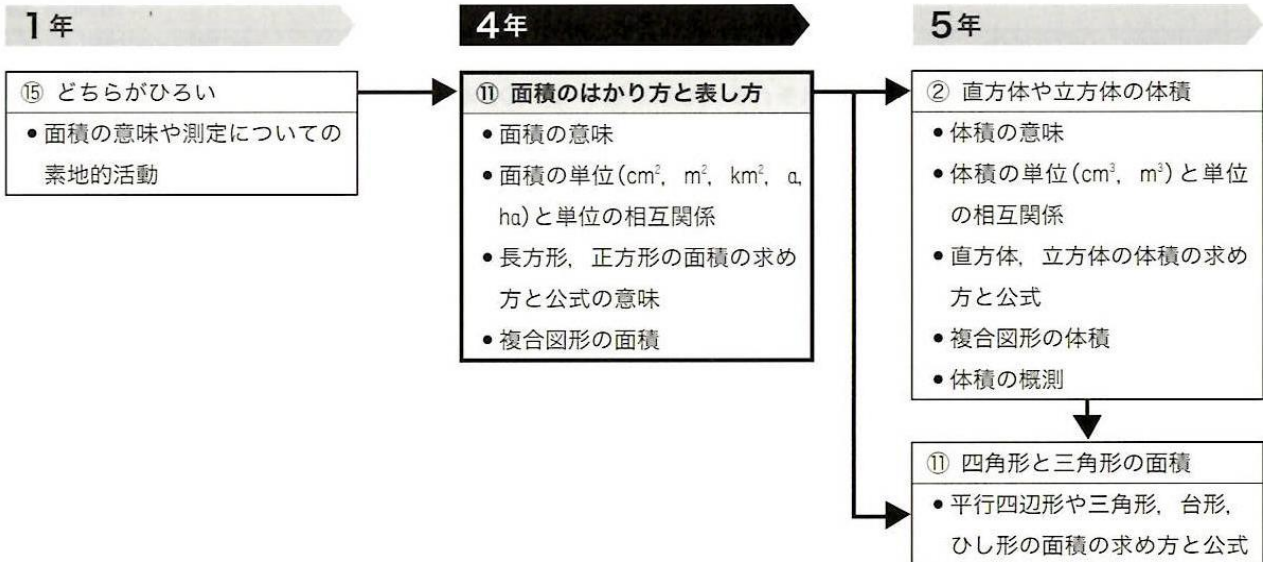 1年
⑮ どちらがひろい
● 面積の意味や測定についての
素地的活動
4年
⑪ 面積のはかり方と表し方
● 面積の意味
● 面積の単位(cm², m², km², a,
ha)と単位の相互関係
● 長方形, 正方形の面積の求め
方と公式の意味
● 複合図形の面積
5年
② 直方体や立方体の体積
● 体積の意味
● 体積の単位(cm³, m³)と単位
の相互関係
● 直方体, 立方体の体積の求め
方と公式
● 複合図形の体積
● 体積の概測
⑪ 四角形と三角形の面積
● 平行四辺形や三角形, 台形,
ひし形の面積の求め方と公式